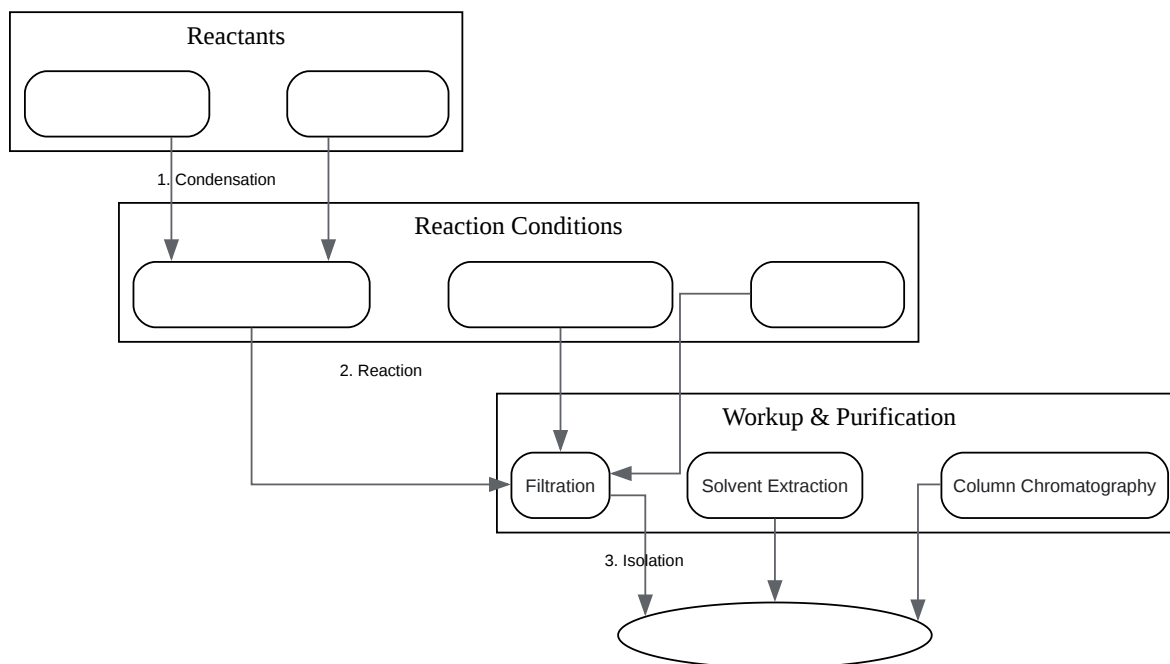 Reactants
1. Condensation
Reaction Conditions
2. Reaction
Workup & Purification
Filtration
Solvent Extraction
Column Chromatography
3. Isolation